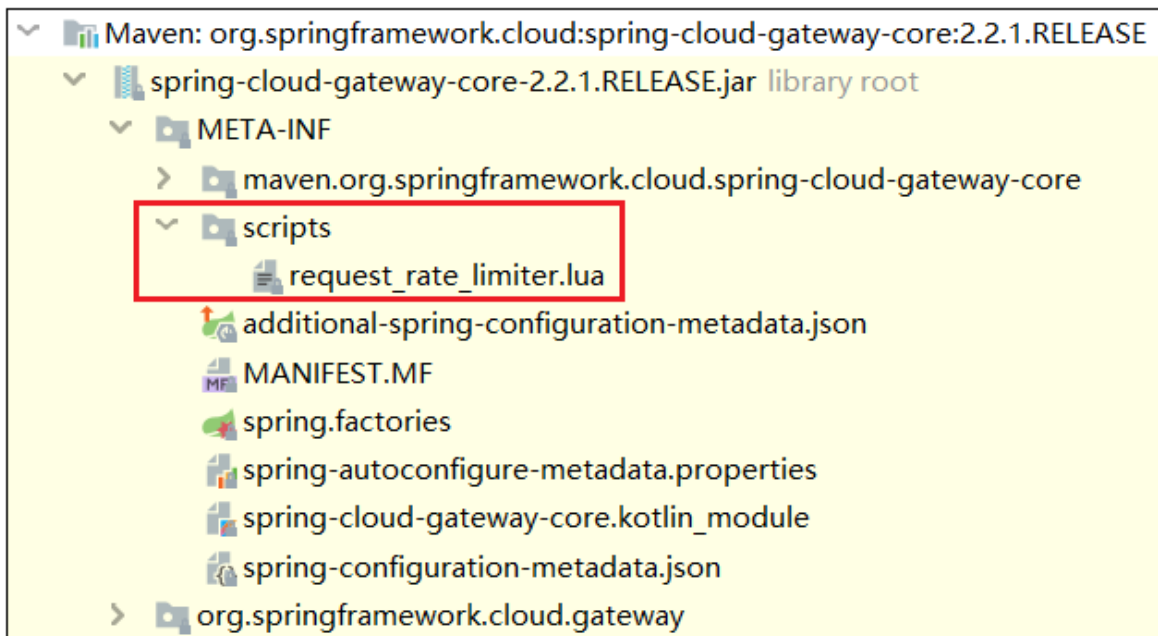 Maven: org.springframework.cloud:spring-cloud-gateway-core:2.2.1.RELEASE
spring-cloud-gateway-core-2.2.1.RELEASE.jar library root
META-INF
maven.org.springframework.cloud.spring-cloud-gateway-core
scripts
request_rate_limiter.lua
additional-spring-configuration-metadata.json
MF MANIFEST.MF
spring.factories
spring-autoconfigure-metadata.properties
spring-cloud-gateway-core.kotlin_module
spring-configuration-metadata.json
org.springframework.cloud.gateway